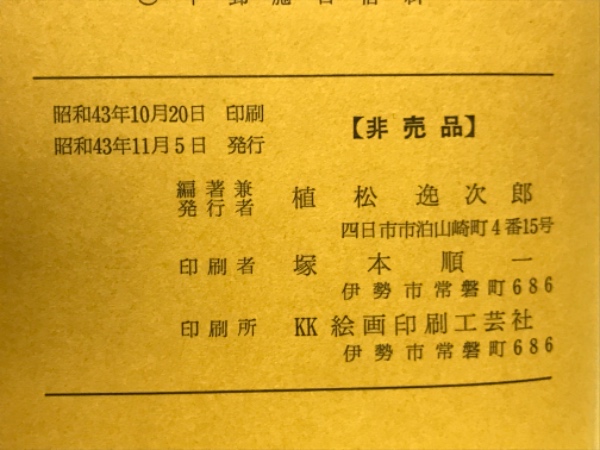 昭和43年10月20日 印刷
昭和43年11月5日 発行
【非売品】
編著兼
発行者 植松逸次郎
四日市市泊山崎町4番15号
印刷者 塚本順一
伊勢市常磐町686
印刷所 KK絵画印刷工芸社
伊勢市常磐町686